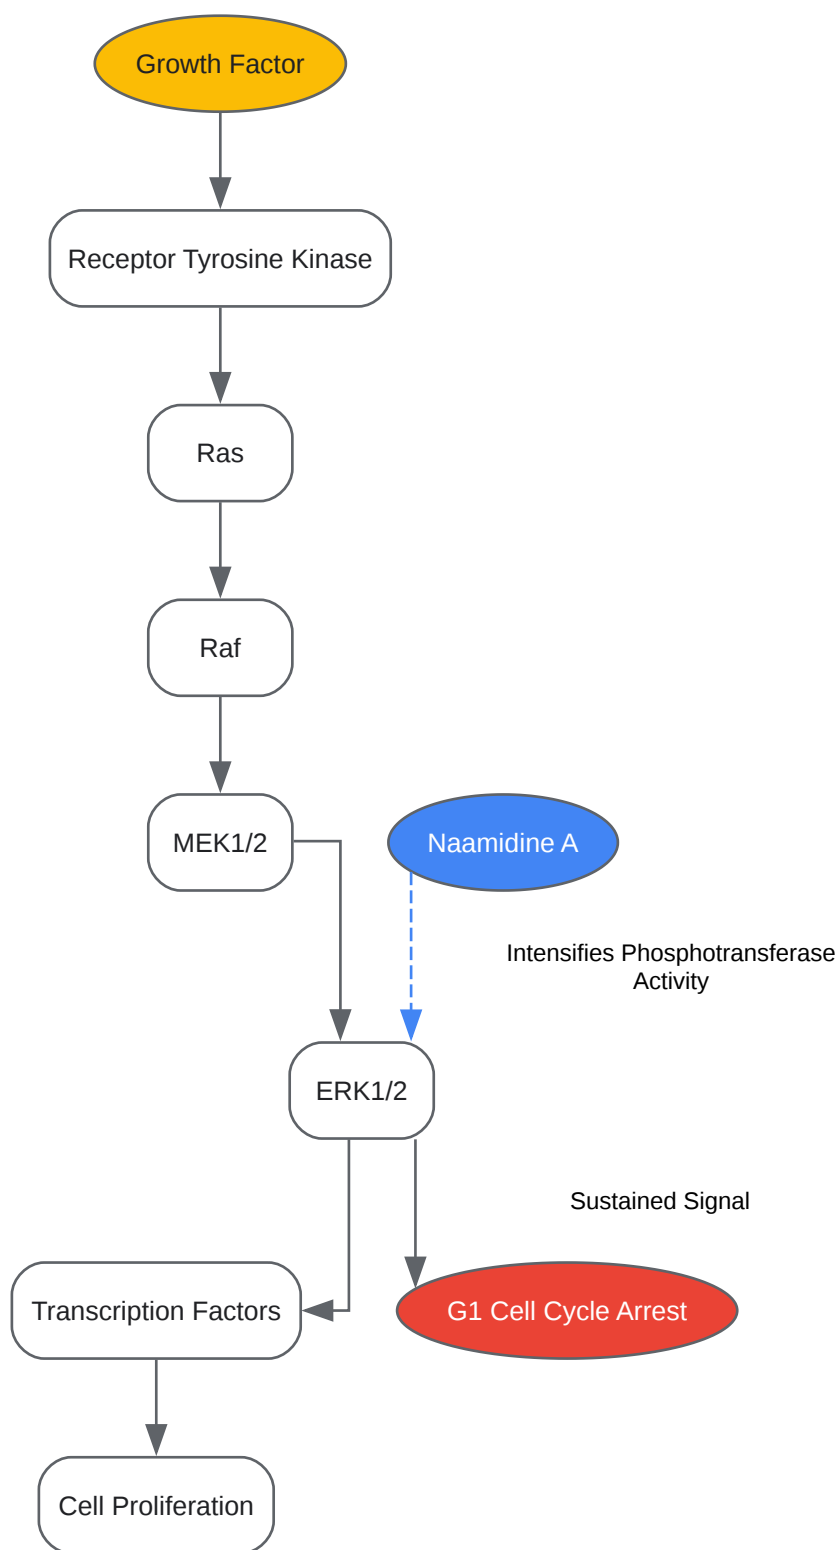 Growth Factor
Receptor Tyrosine Kinase
Ras
Raf
MEK1/2
Naamidine A
Intensifies Phosphotransferase
Activity
ERK1/2
Sustained Signal
Transcription Factors
G1 Cell Cycle Arrest
Cell Proliferation